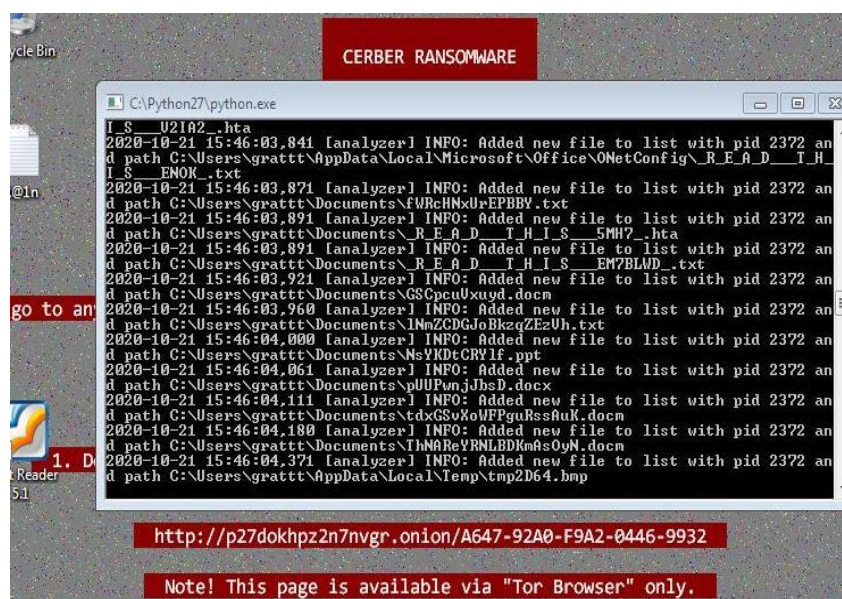 CERBER RANSOMWARE
ycle Bin
C:\Python27\python.exe
I_S___V2IA2_.hta
2020-10-21 15:46:03,841 [analyzer] INFO: Added new file to list with pid 2372 an
d path C:\Users\grattt\AppData\Local\Microsoft\Office\ONetConfig\_R_E_A_D___T_H_
I_S___ENOK_.txt
2020-10-21 15:46:03,871 [analyzer] INFO: Added new file to list with pid 2372 an
d path C:\Users\grattt\Documents\fWRcHNxUrEPBBY.txt
2020-10-21 15:46:03,891 [analyzer] INFO: Added new file to list with pid 2372 an
d path C:\Users\grattt\Documents\_R_E_A_D___T_H_I_S___5MH7_.hta
2020-10-21 15:46:03,891 [analyzer] INFO: Added new file to list with pid 2372 an
d path C:\Users\grattt\Documents\_R_E_A_D___T_H_I_S___EM7BLWD_.txt
2020-10-21 15:46:03,921 [analyzer] INFO: Added new file to list with pid 2372 an
d path C:\Users\grattt\Documents\GSCpcuVxuyd.docm
2020-10-21 15:46:03,960 [analyzer] INFO: Added new file to list with pid 2372 an
d path C:\Users\grattt\Documents\lNmZCDGJoBkzqZEzVh.txt
2020-10-21 15:46:04,000 [analyzer] INFO: Added new file to list with pid 2372 an
d path C:\Users\grattt\Documents\NsYKDtCRYlf.ppt
2020-10-21 15:46:04,061 [analyzer] INFO: Added new file to list with pid 2372 an
d path C:\Users\grattt\Documents\pUUPwnjJbsD.docx
2020-10-21 15:46:04,111 [analyzer] INFO: Added new file to list with pid 2372 an
d path C:\Users\grattt\Documents\tdxGSvXoWFPguRssAuK.docm
2020-10-21 15:46:04,180 [analyzer] INFO: Added new file to list with pid 2372 an
d path C:\Users\grattt\Documents\ThNAReYRNLBDKmAsOyN.docm
2020-10-21 15:46:04,371 [analyzer] INFO: Added new file to list with pid 2372 an
d path C:\Users\grattt\AppData\Local\Temp\tmp2D64.bmp
@1n
go to an
1. D
Reader
5.1
http://p27dokhpz2n7nvgr.onion/A647-92A0-F9A2-0446-9932
Note! This page is available via "Tor Browser" only.